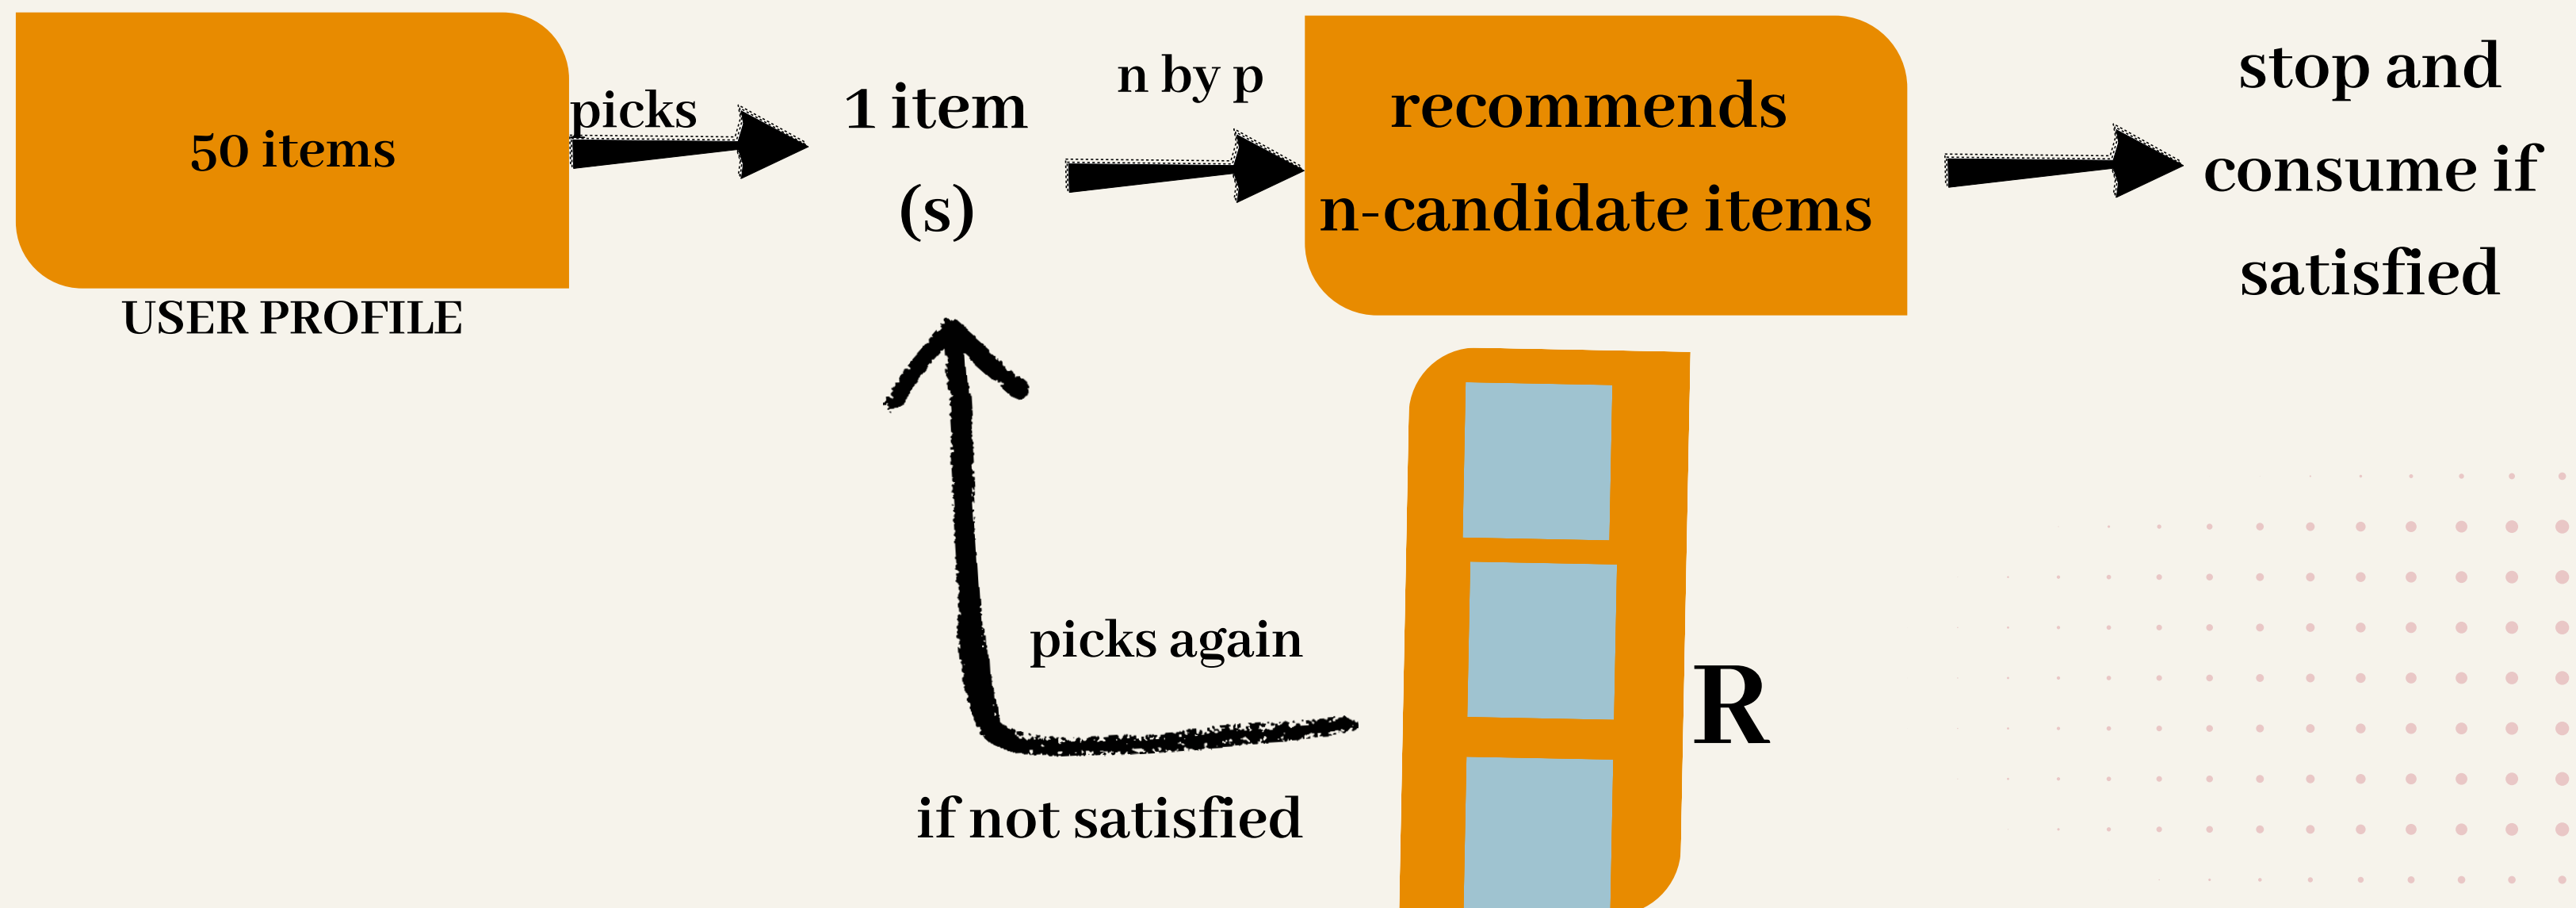 50 items
USER PROFILE
picks
1 item
(s)
n by p
recommends
n-candidate items
stop and
consume if
satisfied
picks again
if not satisfied
R